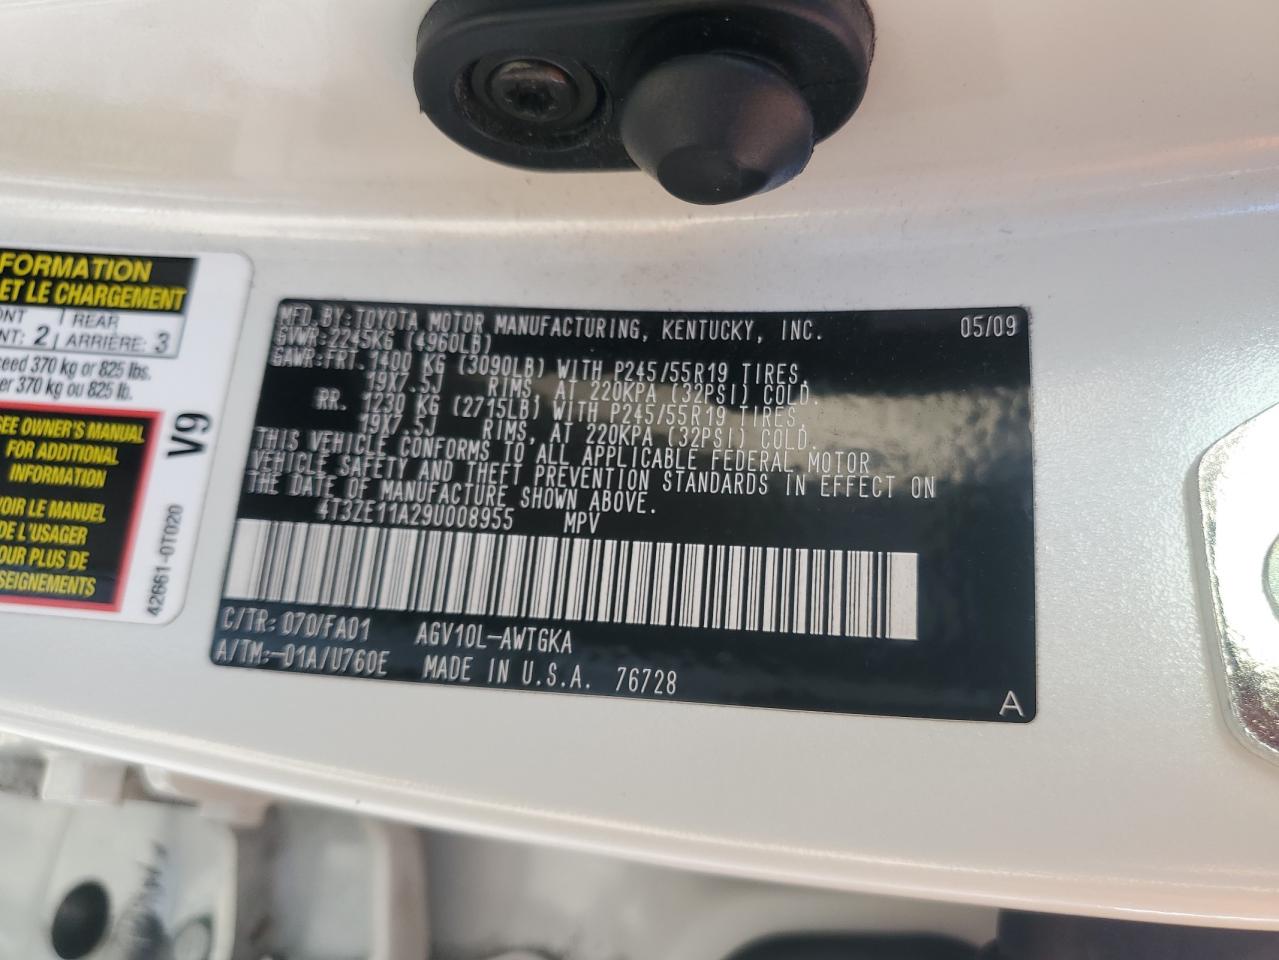 FORMATION
ET LE CHARGEMENT
REAR
NT: 2 ARRIÈRE: 3
ceed 370 kg or 825 lbs.
er 370 kg ou 825 lb.
SEE OWNER'S MANUAL
FOR ADDITIONAL
INFORMATION
VOIR LE MANUEL
DE L'USAGER
POUR PLUS DE
SEIGNEMENTS
V9
42661-0T020
MFD. BY: TOYOTA MOTOR MANUFACTURING, KENTUCKY, INC. 05/09
GVWR: 2245KG (4960LB)
GAWR: FRT. 1400 KG (3090LB) WITH P245/55R19 TIRES,
19X7.5J RIMS, AT 220KPA (32PSI) COLD.
RR. 1230 KG (2715LB) WITH P245/55R19 TIRES,
19X7.5J RIMS, AT 220KPA (32PSI) COLD.
THIS VEHICLE CONFORMS TO ALL APPLICABLE FEDERAL MOTOR
VEHICLE SAFETY AND THEFT PREVENTION STANDARDS IN EFFECT ON
THE DATE OF MANUFACTURE SHOWN ABOVE.
4T3ZE11A29U008955 MPV
C/TR: 070/FA01 AGV10L-AWTGKA
A/TM:-01A/U760E MADE IN U.S.A. 76728
A